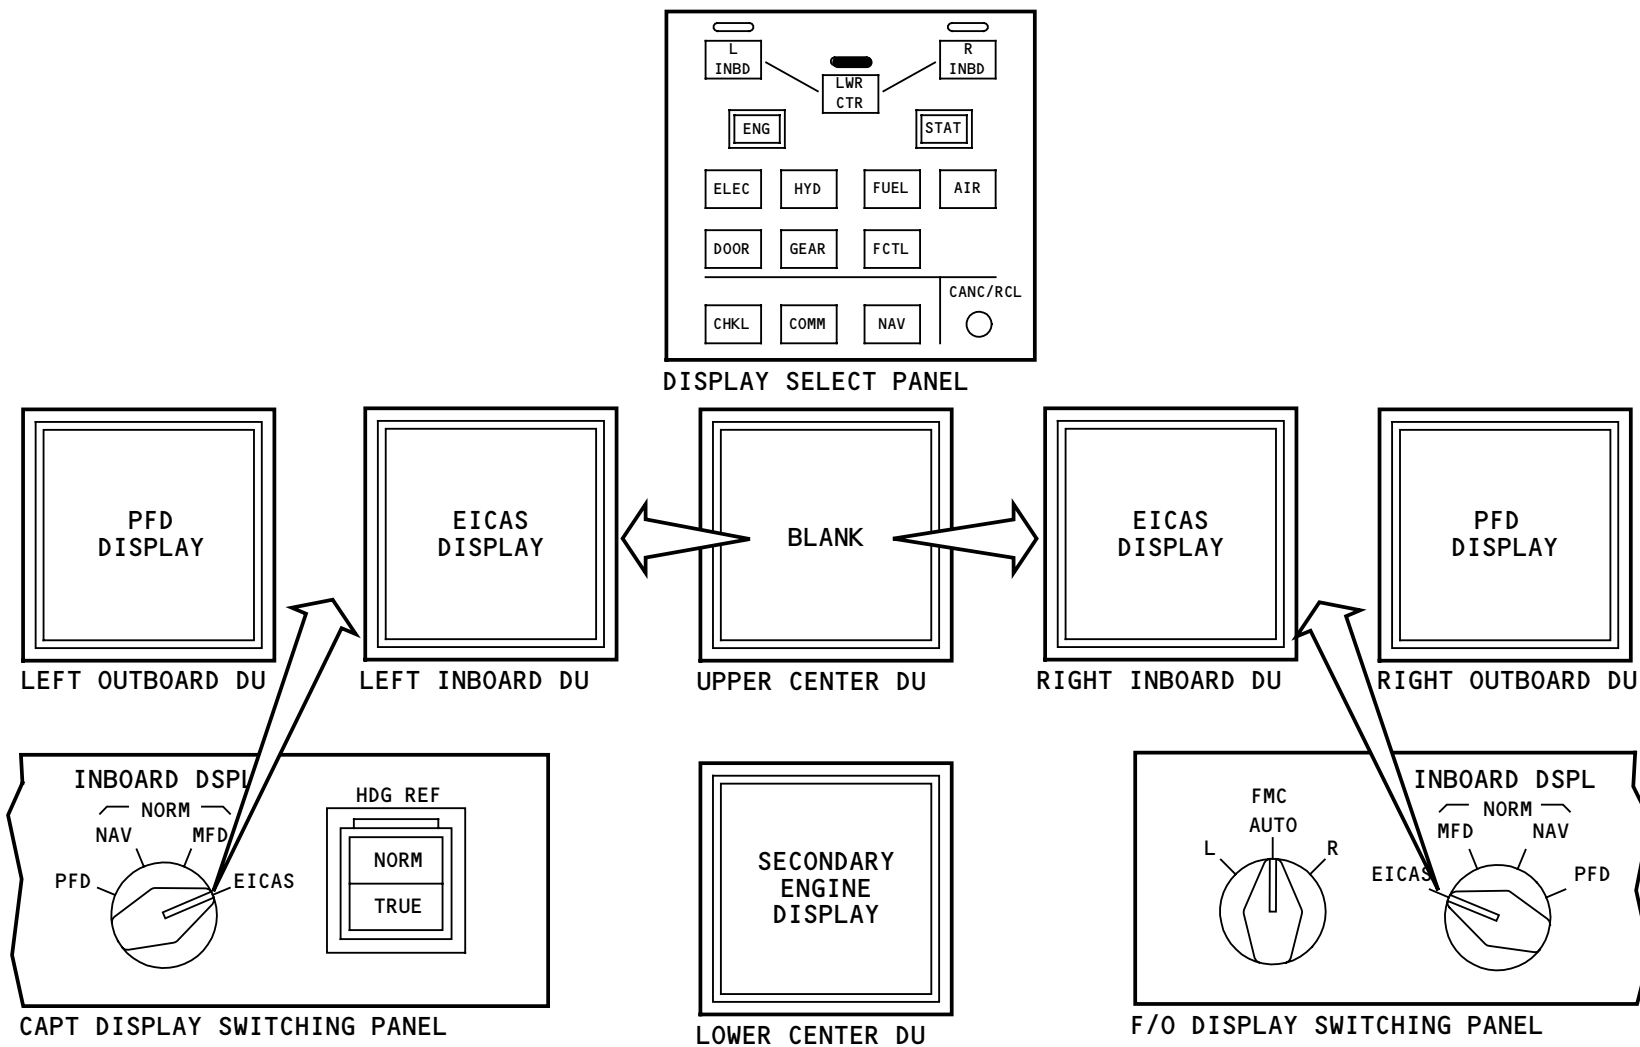 L
INBD
R
INBD
LWR
CTR
ENG
STAT
ELEC
HYD
FUEL
AIR
DOOR
GEAR
FCTL
CANC/RCL
CHKL
COMM
NAV
DISPLAY SELECT PANEL
PFD
DISPLAY
EICAS
DISPLAY
BLANK
EICAS
DISPLAY
PFD
DISPLAY
LEFT OUTBOARD DU
LEFT INBOARD DU
UPPER CENTER DU
RIGHT INBOARD DU
RIGHT OUTBOARD DU
INBOARD DSPL
NORM
NAV
MFD
PFD
EICAS
HDG REF
NORM
TRUE
CAPT DISPLAY SWITCHING PANEL
SECONDARY
ENGINE
DISPLAY
LOWER CENTER DU
FMC
AUTO
L
R
INBOARD DSPL
NORM
MFD
NAV
EICAS
PFD
F/O DISPLAY SWITCHING PANEL